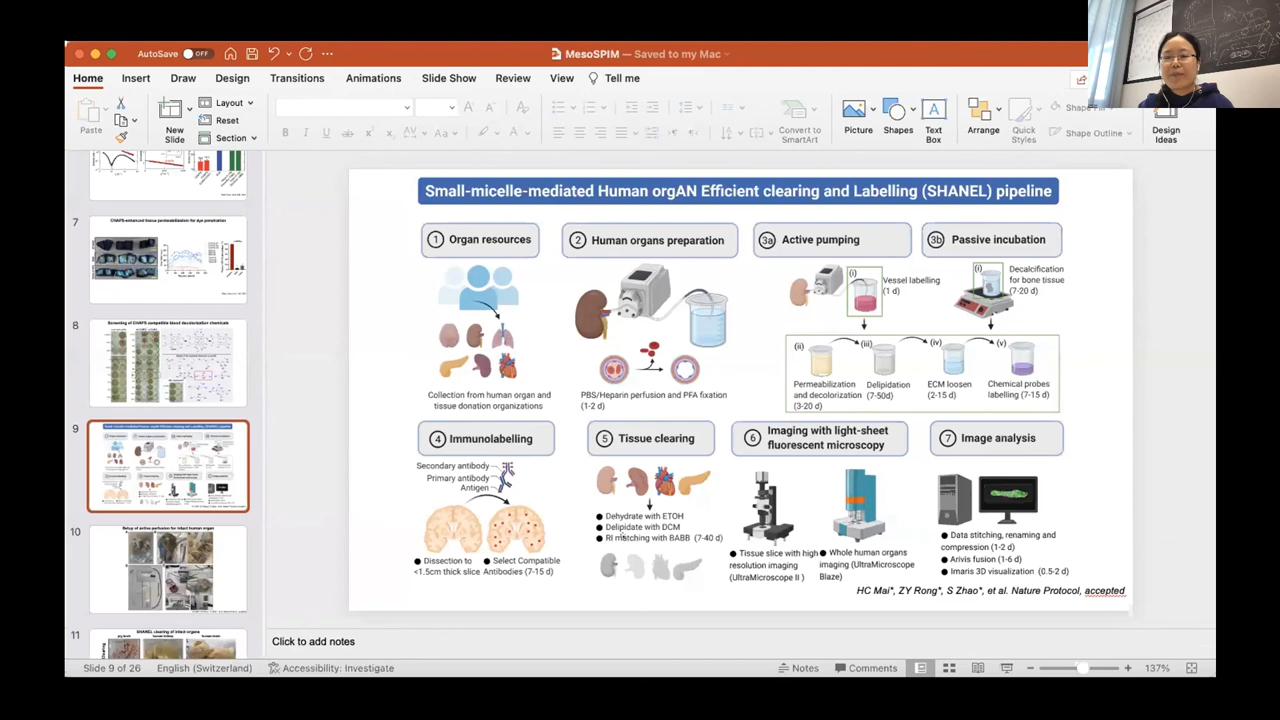 AutoSave OFF
MesoSPIM — Saved to my Mac
Home Insert Draw Design Transitions Animations Slide Show Review View Tell me
Paste
New Slide
Layout
Reset
Section
Convert to SmartArt
Picture
Shapes
Text Box
Arrange
Quick Styles
Shape Fill
Shape Outline
Design Ideas
7
8
9
10
Setup of active perfusion for intact human organ
11
SHANEL clearing of intact organs
Small-micelle-mediated Human orgAN Efficient clearing and Labelling (SHANEL) pipeline
1 Organ resources
Collection from human organ and
tissue donation organizations
2 Human organs preparation
PBS/Heparin perfusion and PFA fixation
(1-2 d)
3a Active pumping
(i)
Vessel labelling
(1 d)
3b Passive incubation
(i)
Decalcification
for bone tissue
(7-20 d)
(ii)
Permeabilization
and decolorization
(3-20 d)
(iii)
Delipidation
(7-50d)
(iv)
ECM loosen
(2-15 d)
(v)
Chemical probes
labelling (7-15 d)
4 Immunolabelling
Secondary antibody
Primary antibody
Antigen
● Dissection to
<1.5cm thick slice
● Select Compatible
Antibodies (7-15 d)
5 Tissue clearing
● Dehydrate with ETOH
● Delipidate with DCM
● RI matching with BABB (7-40 d)
6 Imaging with light-sheet
fluorescent microscopy
● Tissue slice with high
resolution imaging
(UltraMicroscope II )
● Whole human organs
imaging (UltraMicroscope
Blaze)
7 Image analysis
● Data stitching, renaming and
compression (1-2 d)
● Arivis fusion (1-6 d)
● Imaris 3D visualization (0.5-2 d)
HC Mai*, ZY Rong*, S Zhao*, et al. Nature Protocol, accepted
Click to add notes
Slide 9 of 26 English (Switzerland) Accessibility: Investigate Notes Comments 137%